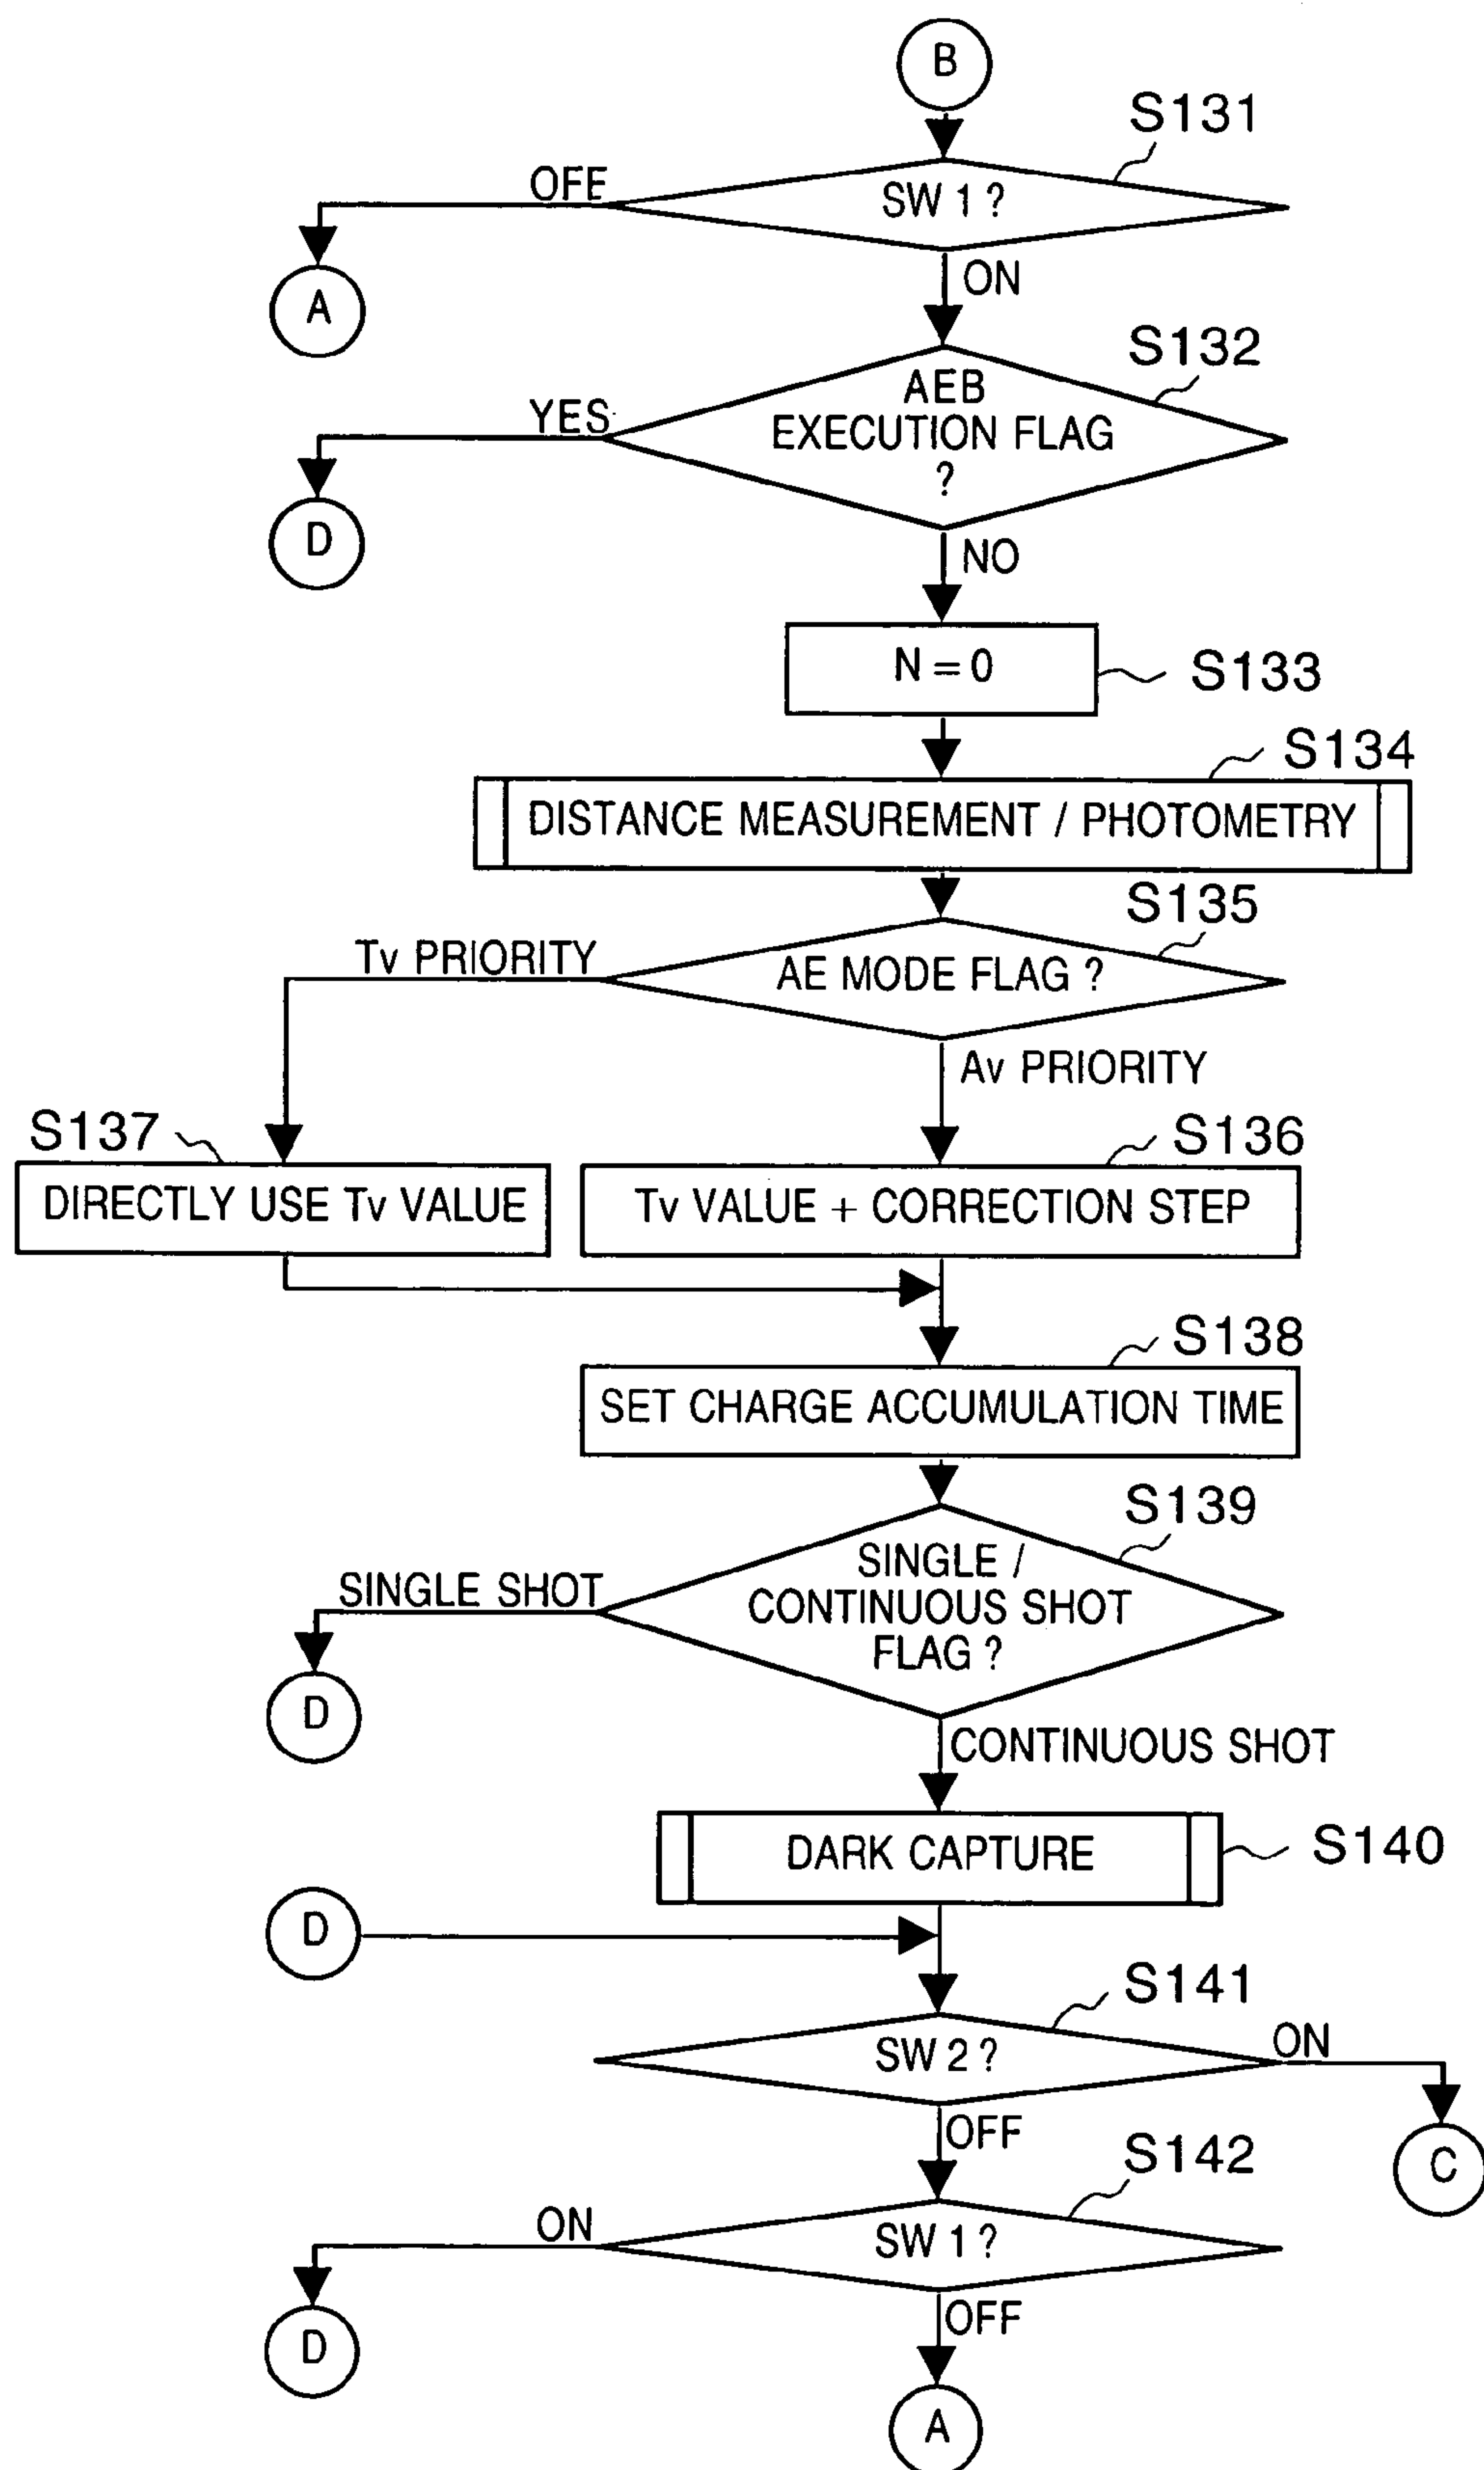 B
S131
OFF
SW 1 ?
A
ON
S132
AEB
EXECUTION FLAG
?
YES
D
NO
N = 0
S133
S134
DISTANCE MEASUREMENT / PHOTOMETRY
S135
Tv PRIORITY
AE MODE FLAG ?
Av PRIORITY
S137
S136
DIRECTLY USE Tv VALUE
Tv VALUE + CORRECTION STEP
S138
SET CHARGE ACCUMULATION TIME
S139
SINGLE /
CONTINUOUS SHOT
FLAG ?
SINGLE SHOT
D
CONTINUOUS SHOT
DARK CAPTURE
S140
D
S141
SW 2 ?
ON
OFF
C
S142
ON
SW 1 ?
D
OFF
A